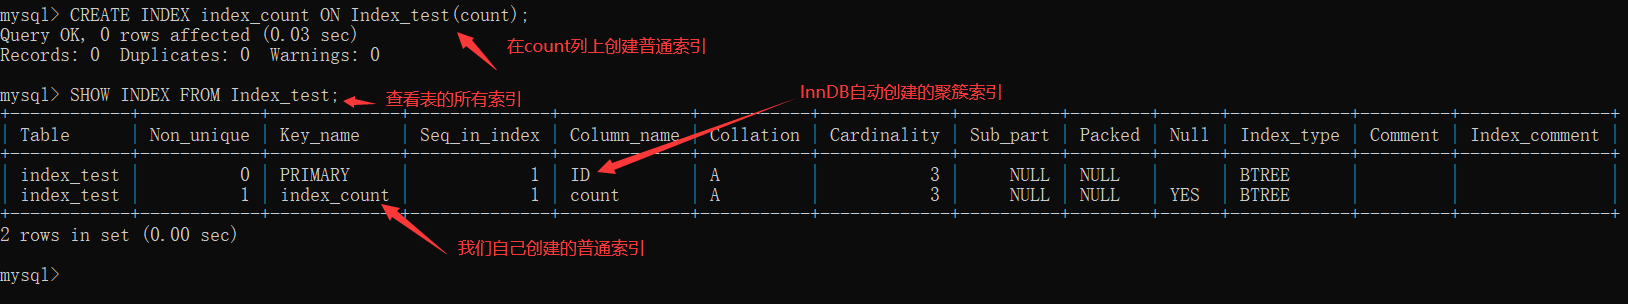 mysql> CREATE INDEX index_count ON Index_test(count);
Query OK, 0 rows affected (0.03 sec)
在count列上创建普通索引
Records: 0  Duplicates: 0  Warnings: 0
mysql> SHOW INDEX FROM Index_test;
查看表的所有索引
InnDB自动创建的聚簇索引
| Table | Non_unique | Key_name | Seq_in_index | Column_name | Collation | Cardinality | Sub_part | Packed | Null | Index_type | Comment | Index_comment |
| index_test | 0 | PRIMARY | 1 | ID | A | 3 | NULL | NULL | | BTREE | | |
| index_test | 1 | index_count | 1 | count | A | 3 | NULL | NULL | YES | BTREE | | |
2 rows in set (0.00 sec)
我们自己创建的普通索引
mysql>